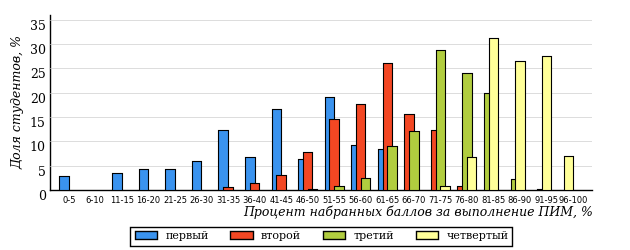 Доля студентов, %
35
30
25
20
15
10
5
0
0-5 6-10 11-15 16-20 21-25 26-30 31-35 36-40 41-45 46-50 51-55 56-60 61-65 66-70 71-75 76-80 81-85 86-90 91-95 96-100
Процент набранных баллов за выполнение ПИМ, %
первый второй третий четвертый